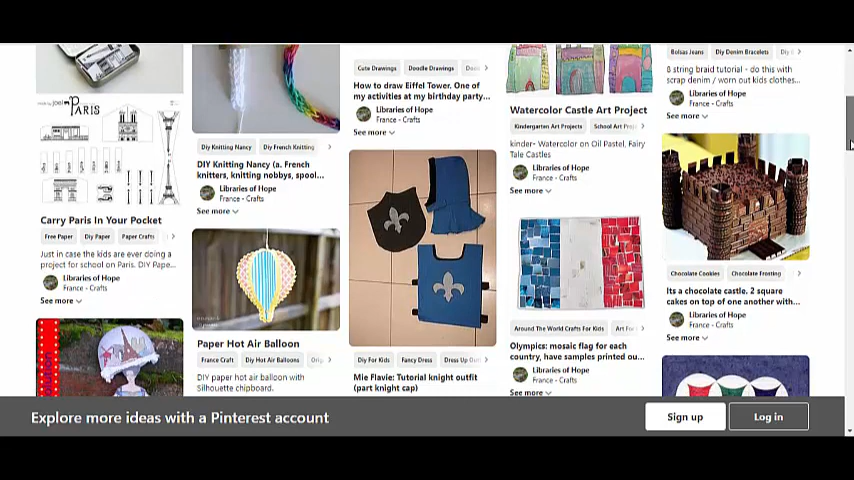 made by Joel
PARIS
Carry Paris In Your Pocket
Free Paper
Diy Paper
Paper Crafts
Just in case the kids are ever doing a
project for school on Paris. DIY Pape...
Libraries of Hope
France - Crafts
See more
Diy Knitting Nancy
Diy French Knitting
DIY Knitting Nancy (a. French
knitters, knitting nobbys, spool...
Libraries of Hope
France - Crafts
See more
Paper Hot Air Balloon
France Craft
Diy Hot Air Balloons
DIY paper hot air balloon with
Silhouette chipboard.
Cute Drawings
Doodle Drawings
How to draw Eiffel Tower. One of
my activities at my birthday party...
Libraries of Hope
France - Crafts
See more
Diy For Kids
Fancy Dress
Dress Up
Mie Flavie: Tutorial knight outfit
(part knight cap)
Watercolor Castle Art Project
Kindergarten Art Projects
School Art Proje
kinder- Watercolor on Oil Pastel, Fairy
Tale Castles
Libraries of Hope
France - Crafts
See more
Around The World Crafts For Kids
Art For
Olympics: mosaic flag for each
country, have samples printed ou...
Libraries of Hope
France - Crafts
See more
Bolsas Jeans
Diy Denim Bracelets
Diy
8 string braid tutorial - do this with
scrap denim / worn out kids clothes...
Libraries of Hope
France - Crafts
See more
Chocolate Cookies
Chocolate Frosting
Its a chocolate castle. 2 square
cakes on top of one another with...
Libraries of Hope
France - Crafts
See more
Explore more ideas with a Pinterest account
Sign up
Log in